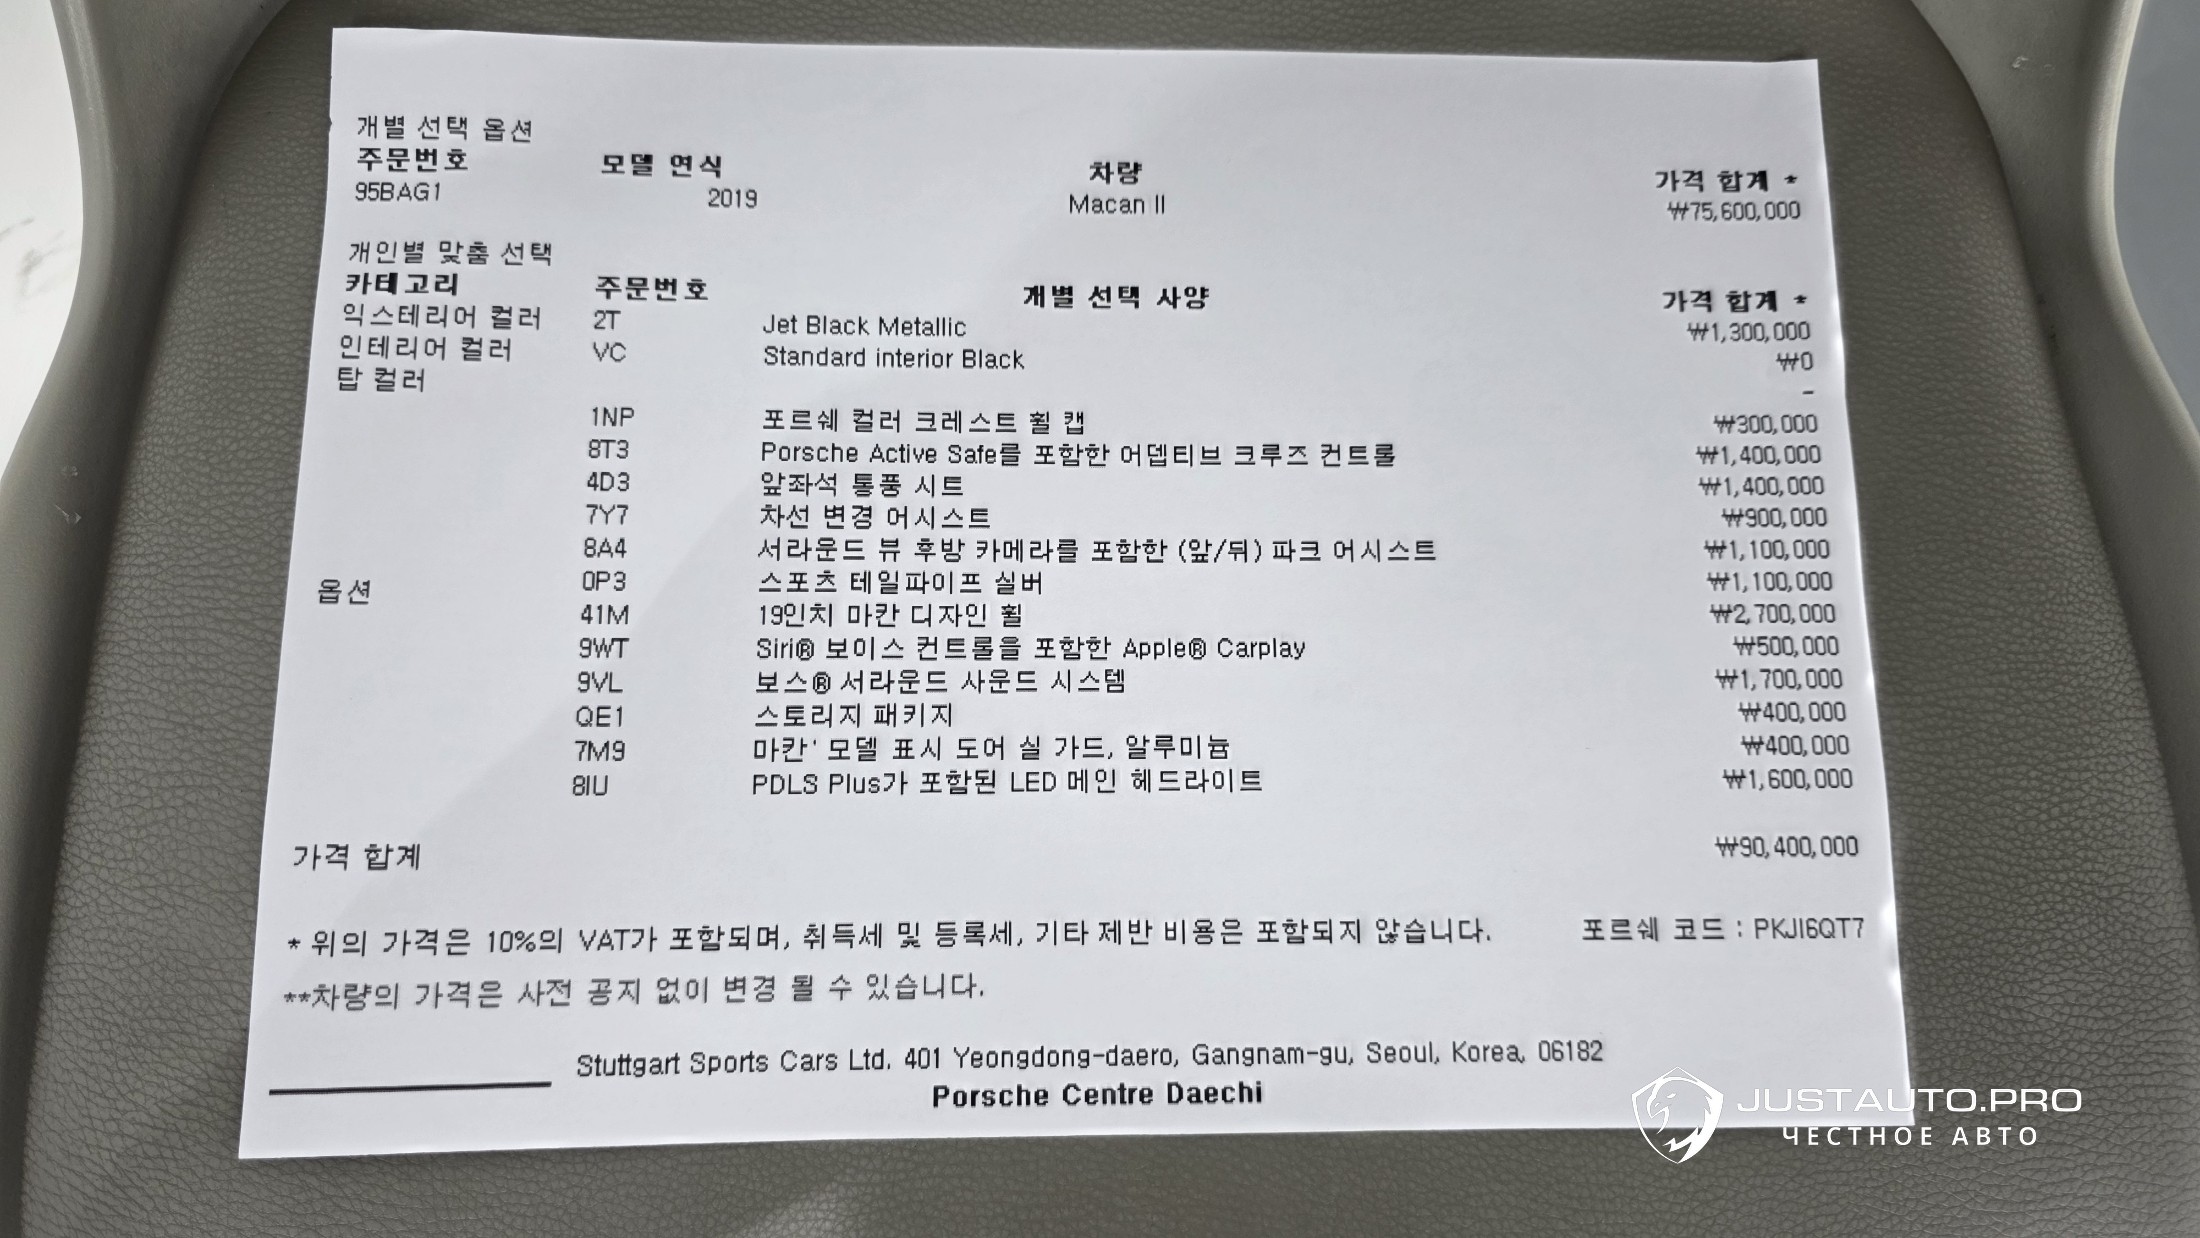 개별 선택 옵션
주문번호 모델 연식 차량 가격 합계 *
95BAG1 2019 Macan II ₩75,600,000
개인별 맞춤 선택
카테고리 주문번호 개별 선택 사양 가격 합계 *
익스테리어 컬러 2T Jet Black Metallic ₩1,300,000
인테리어 컬러 VC Standard interior Black ₩0
탑 컬러 -
1NP 포르쉐 컬러 크레스트 휠 캡 ₩300,000
8T3 Porsche Active Safe를 포함한 어댑티브 크루즈 컨트롤 ₩1,400,000
4D3 앞좌석 통풍 시트 ₩1,400,000
7Y7 차선 변경 어시스트 ₩900,000
8A4 서라운드 뷰 후방 카메라를 포함한 (앞/뒤) 파크 어시스트 ₩1,100,000
옵션 0P3 스포츠 테일파이프 실버 ₩1,100,000
41M 19인치 마칸 디자인 휠 ₩2,700,000
9WT Siri® 보이스 컨트롤을 포함한 Apple® Carplay ₩500,000
9VL 보스® 서라운드 사운드 시스템 ₩1,700,000
QE1 스토리지 패키지 ₩400,000
7M9 마칸' 모델 표시 도어 실 가드, 알루미늄 ₩400,000
8IU PDLS Plus가 포함된 LED 메인 헤드라이트 ₩1,600,000
가격 합계 ₩90,400,000
* 위의 가격은 10%의 VAT가 포함되며, 취득세 및 등록세, 기타 제반 비용은 포함되지 않습니다. 포르쉐 코드 : PKJI6QT7
**차량의 가격은 사전 공지 없이 변경 될 수 있습니다.
Stuttgart Sports Cars Ltd. 401 Yeongdong-daero, Gangnam-gu, Seoul, Korea, 06182
Porsche Centre Daechi
JUSTAUTO.PRO
ЧЕСТНОЕ АВТО